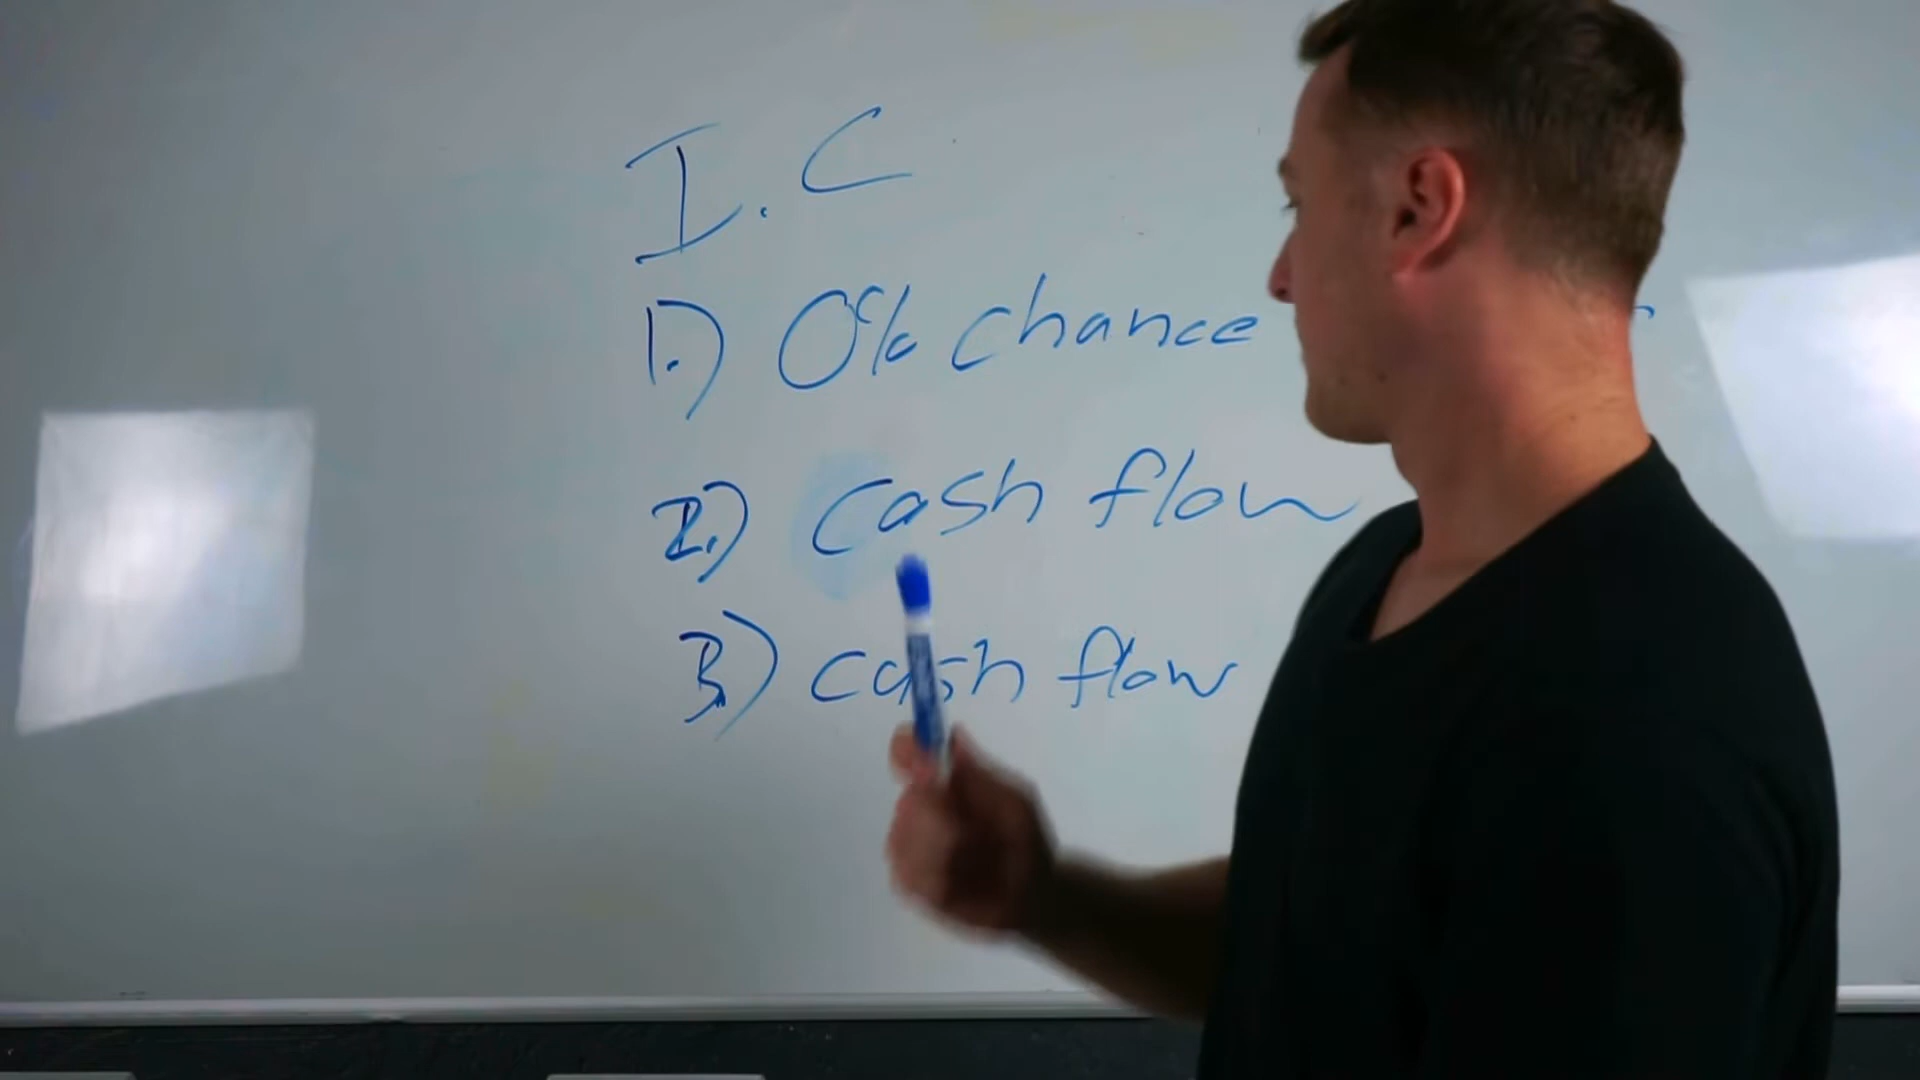 I. C
1.) 0% chance
2.) cash flow
3.) cash flow